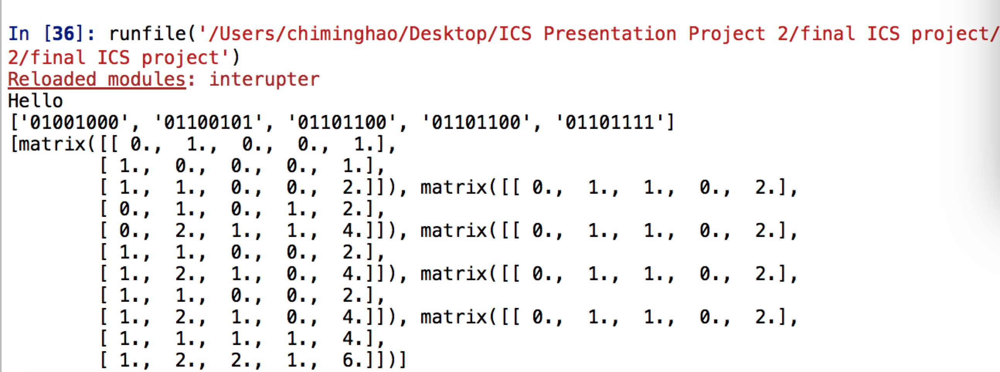 In [36]: runfile('/Users/chiminghao/Desktop/ICS Presentation Project 2/final ICS project/
2/final ICS project')
Reloaded modules: interupter
Hello
['01001000', '01100101', '01101100', '01101100', '01101111']
[matrix([[ 0.,  1.,  0.,  0.,  1.],
        [ 1.,  0.,  0.,  0.,  1.],
        [ 1.,  1.,  0.,  0.,  2.]]), matrix([[ 0.,  1.,  1.,  0.,  2.],
        [ 0.,  1.,  0.,  1.,  2.],
        [ 0.,  2.,  1.,  1.,  4.]]), matrix([[ 0.,  1.,  1.,  0.,  2.],
        [ 1.,  1.,  0.,  0.,  2.],
        [ 1.,  2.,  1.,  0.,  4.]]), matrix([[ 0.,  1.,  1.,  0.,  2.],
        [ 1.,  1.,  0.,  0.,  2.],
        [ 1.,  2.,  1.,  0.,  4.]]), matrix([[ 0.,  1.,  1.,  0.,  2.],
        [ 1.,  1.,  1.,  1.,  4.],
        [ 1.,  2.,  2.,  1.,  6.]])]